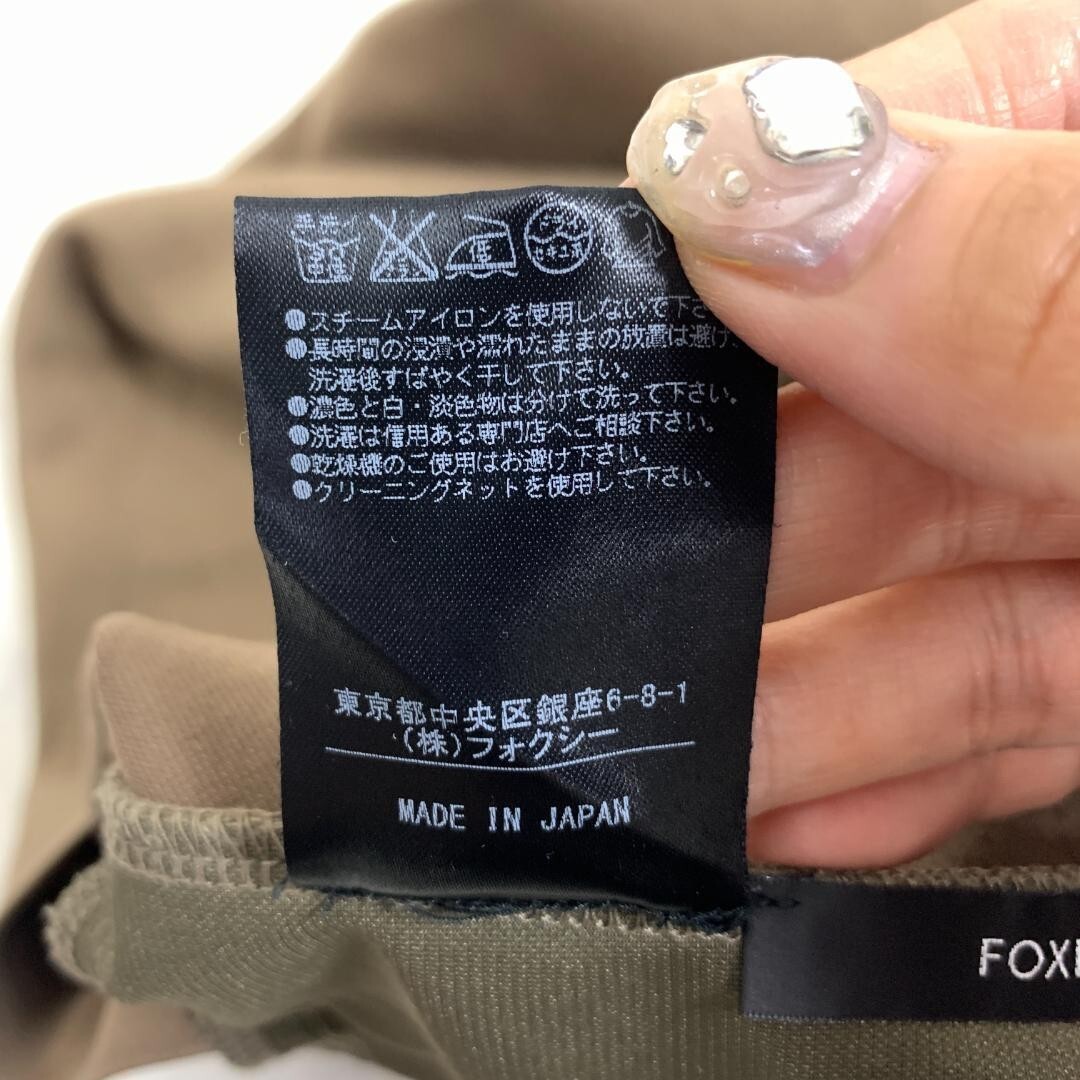 ●スチームアイロンを使用しないで下さ
●長時間の浸漬や濡れたままの放置は避け、
洗濯後すばやく干して下さい。
●濃色と白・淡色物は分けて洗って下さい。
●洗濯は信用ある専門店へご相談下さい。
●乾燥機のご使用はお避け下さい。
●クリーニングネットを使用して下さい。
東京都中央区銀座6-8-1
(株)フォクシー
MADE IN JAPAN
FOX